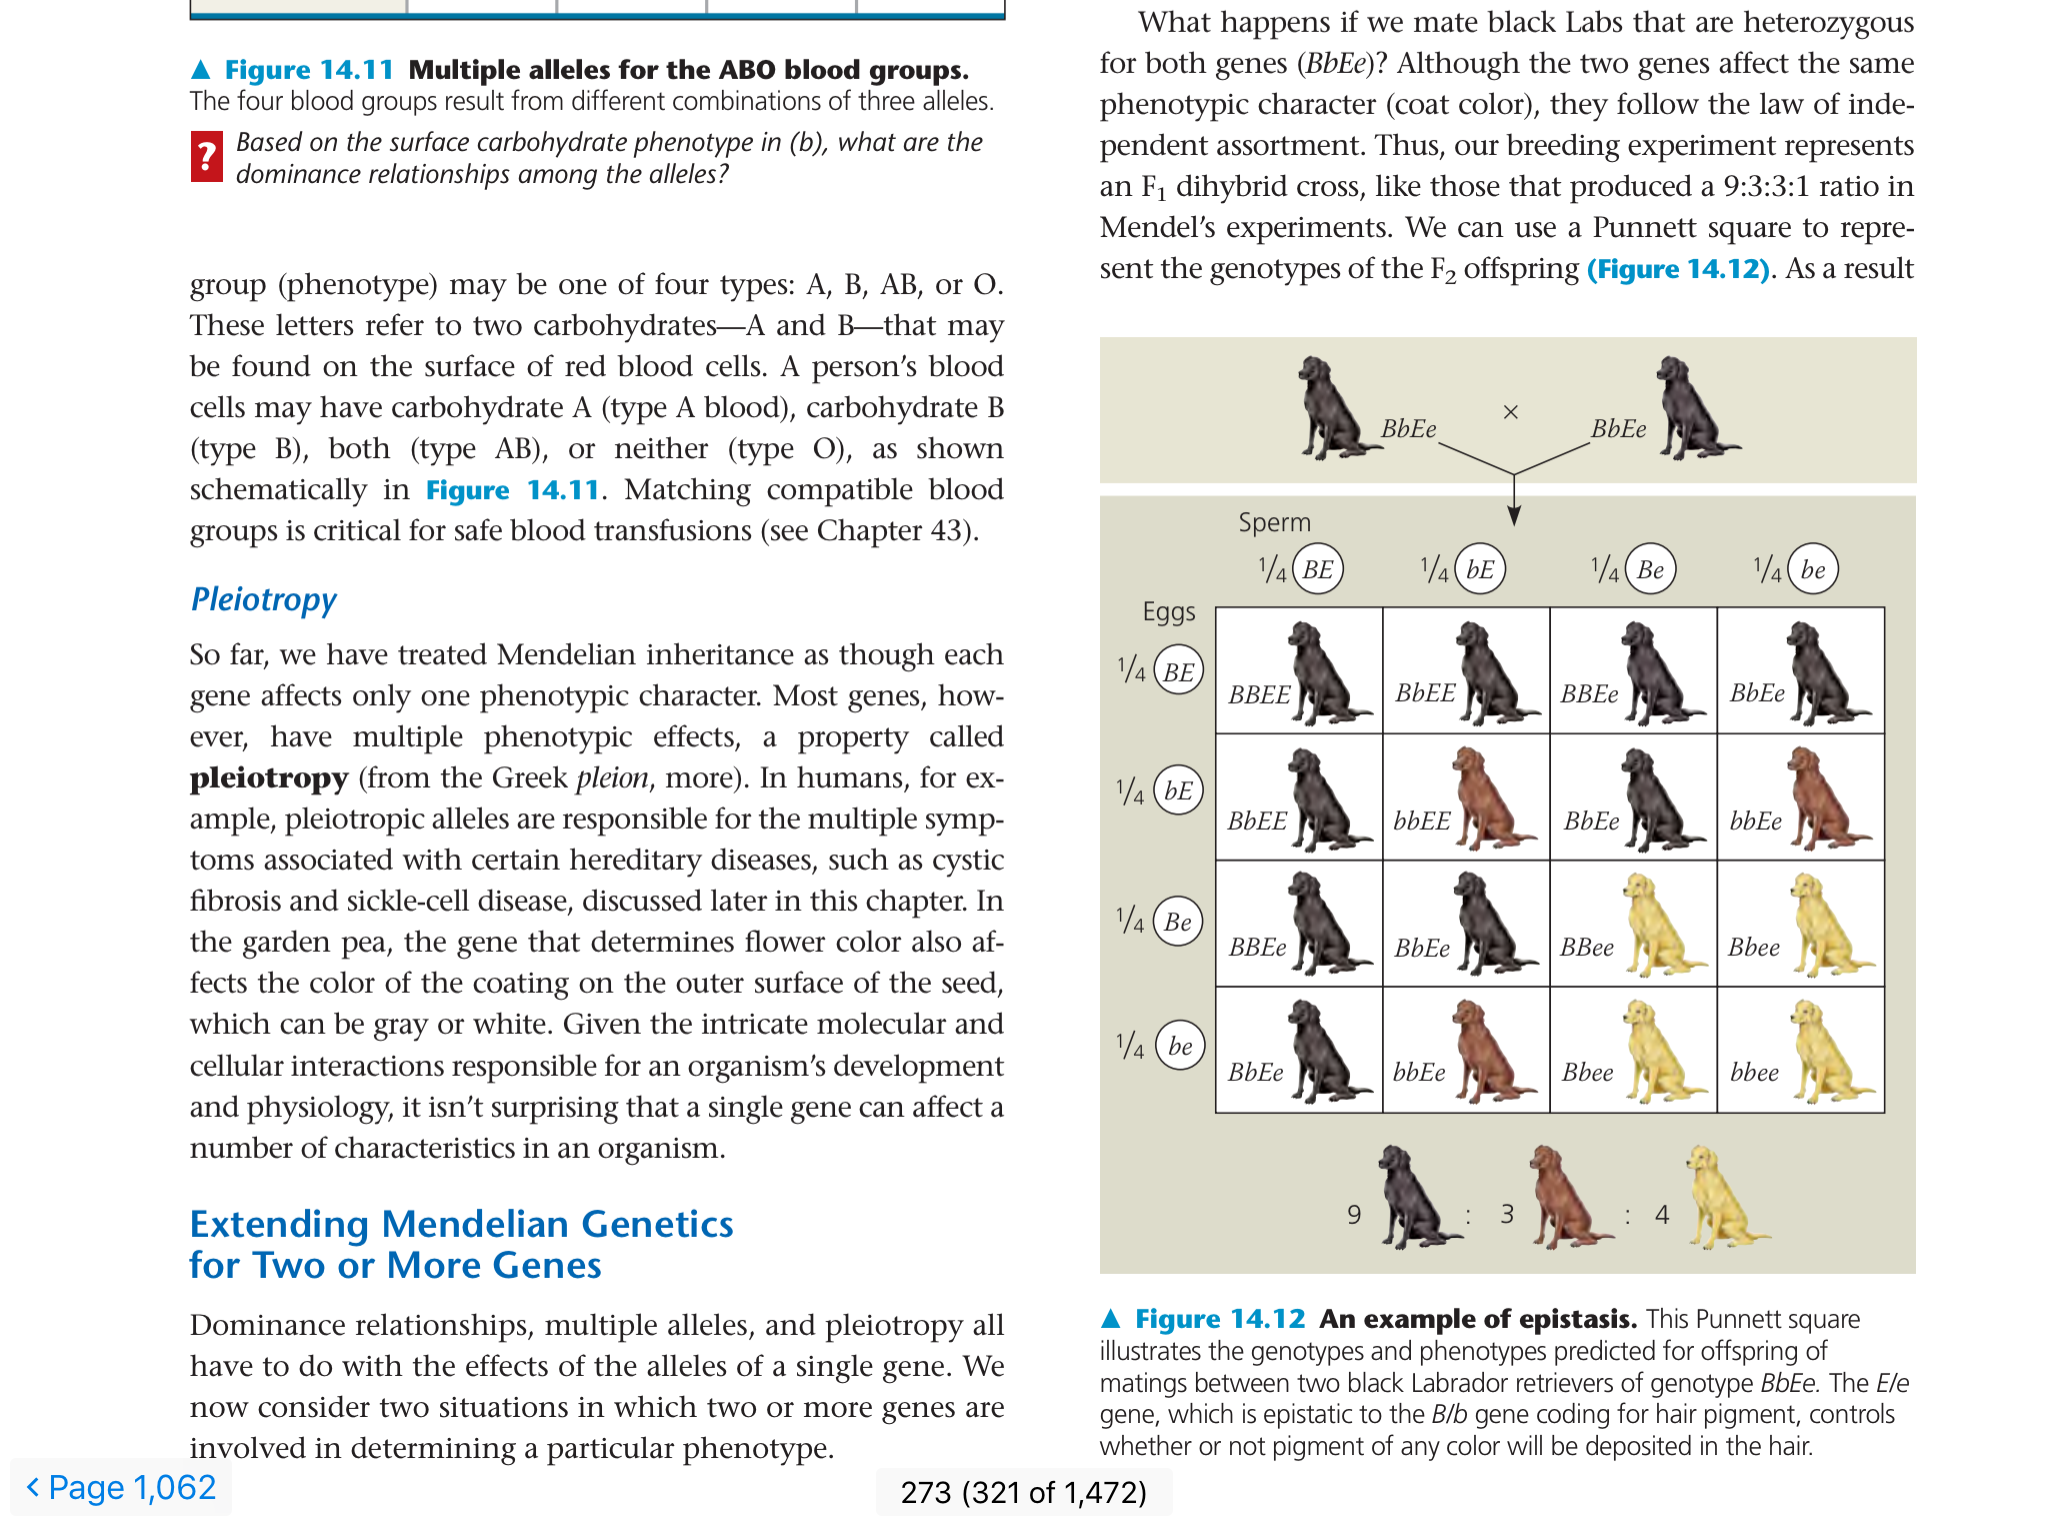 ▲ Figure 14.11 Multiple alleles for the ABO blood groups.
The four blood groups result from different combinations of three alleles.
? Based on the surface carbohydrate phenotype in (b), what are the
dominance relationships among the alleles?
group (phenotype) may be one of four types: A, B, AB, or O.
These letters refer to two carbohydrates—A and B—that may
be found on the surface of red blood cells. A person’s blood
cells may have carbohydrate A (type A blood), carbohydrate B
(type B), both (type AB), or neither (type O), as shown
schematically in Figure 14.11. Matching compatible blood
groups is critical for safe blood transfusions (see Chapter 43).
Pleiotropy
So far, we have treated Mendelian inheritance as though each
gene affects only one phenotypic character. Most genes, how-
ever, have multiple phenotypic effects, a property called
pleiotropy (from the Greek pleion, more). In humans, for ex-
ample, pleiotropic alleles are responsible for the multiple symp-
toms associated with certain hereditary diseases, such as cystic
fibrosis and sickle-cell disease, discussed later in this chapter. In
the garden pea, the gene that determines flower color also af-
fects the color of the coating on the outer surface of the seed,
which can be gray or white. Given the intricate molecular and
cellular interactions responsible for an organism’s development
and physiology, it isn’t surprising that a single gene can affect a
number of characteristics in an organism.
Extending Mendelian Genetics
for Two or More Genes
Dominance relationships, multiple alleles, and pleiotropy all
have to do with the effects of the alleles of a single gene. We
now consider two situations in which two or more genes are
involved in determining a particular phenotype.
What happens if we mate black Labs that are heterozygous
for both genes (BbEe)? Although the two genes affect the same
phenotypic character (coat color), they follow the law of inde-
pendent assortment. Thus, our breeding experiment represents
an F1 dihybrid cross, like those that produced a 9:3:3:1 ratio in
Mendel’s experiments. We can use a Punnett square to repre-
sent the genotypes of the F2 offspring (Figure 14.12). As a result
BbEe × BbEe
Sperm
1/4 BE 1/4 bE 1/4 Be 1/4 be
Eggs
1/4 BE BBEE BbEE BBEe BbEe
1/4 bE BbEE bbEE BbEe bbEe
1/4 Be BBEe BbEe BBee Bbee
1/4 be BbEe bbEe Bbee bbee
9 : 3 : 4
▲ Figure 14.12 An example of epistasis. This Punnett square
illustrates the genotypes and phenotypes predicted for offspring of
matings between two black Labrador retrievers of genotype BbEe. The E/e
gene, which is epistatic to the B/b gene coding for hair pigment, controls
whether or not pigment of any color will be deposited in the hair.
< Page 1,062
273 (321 of 1,472)